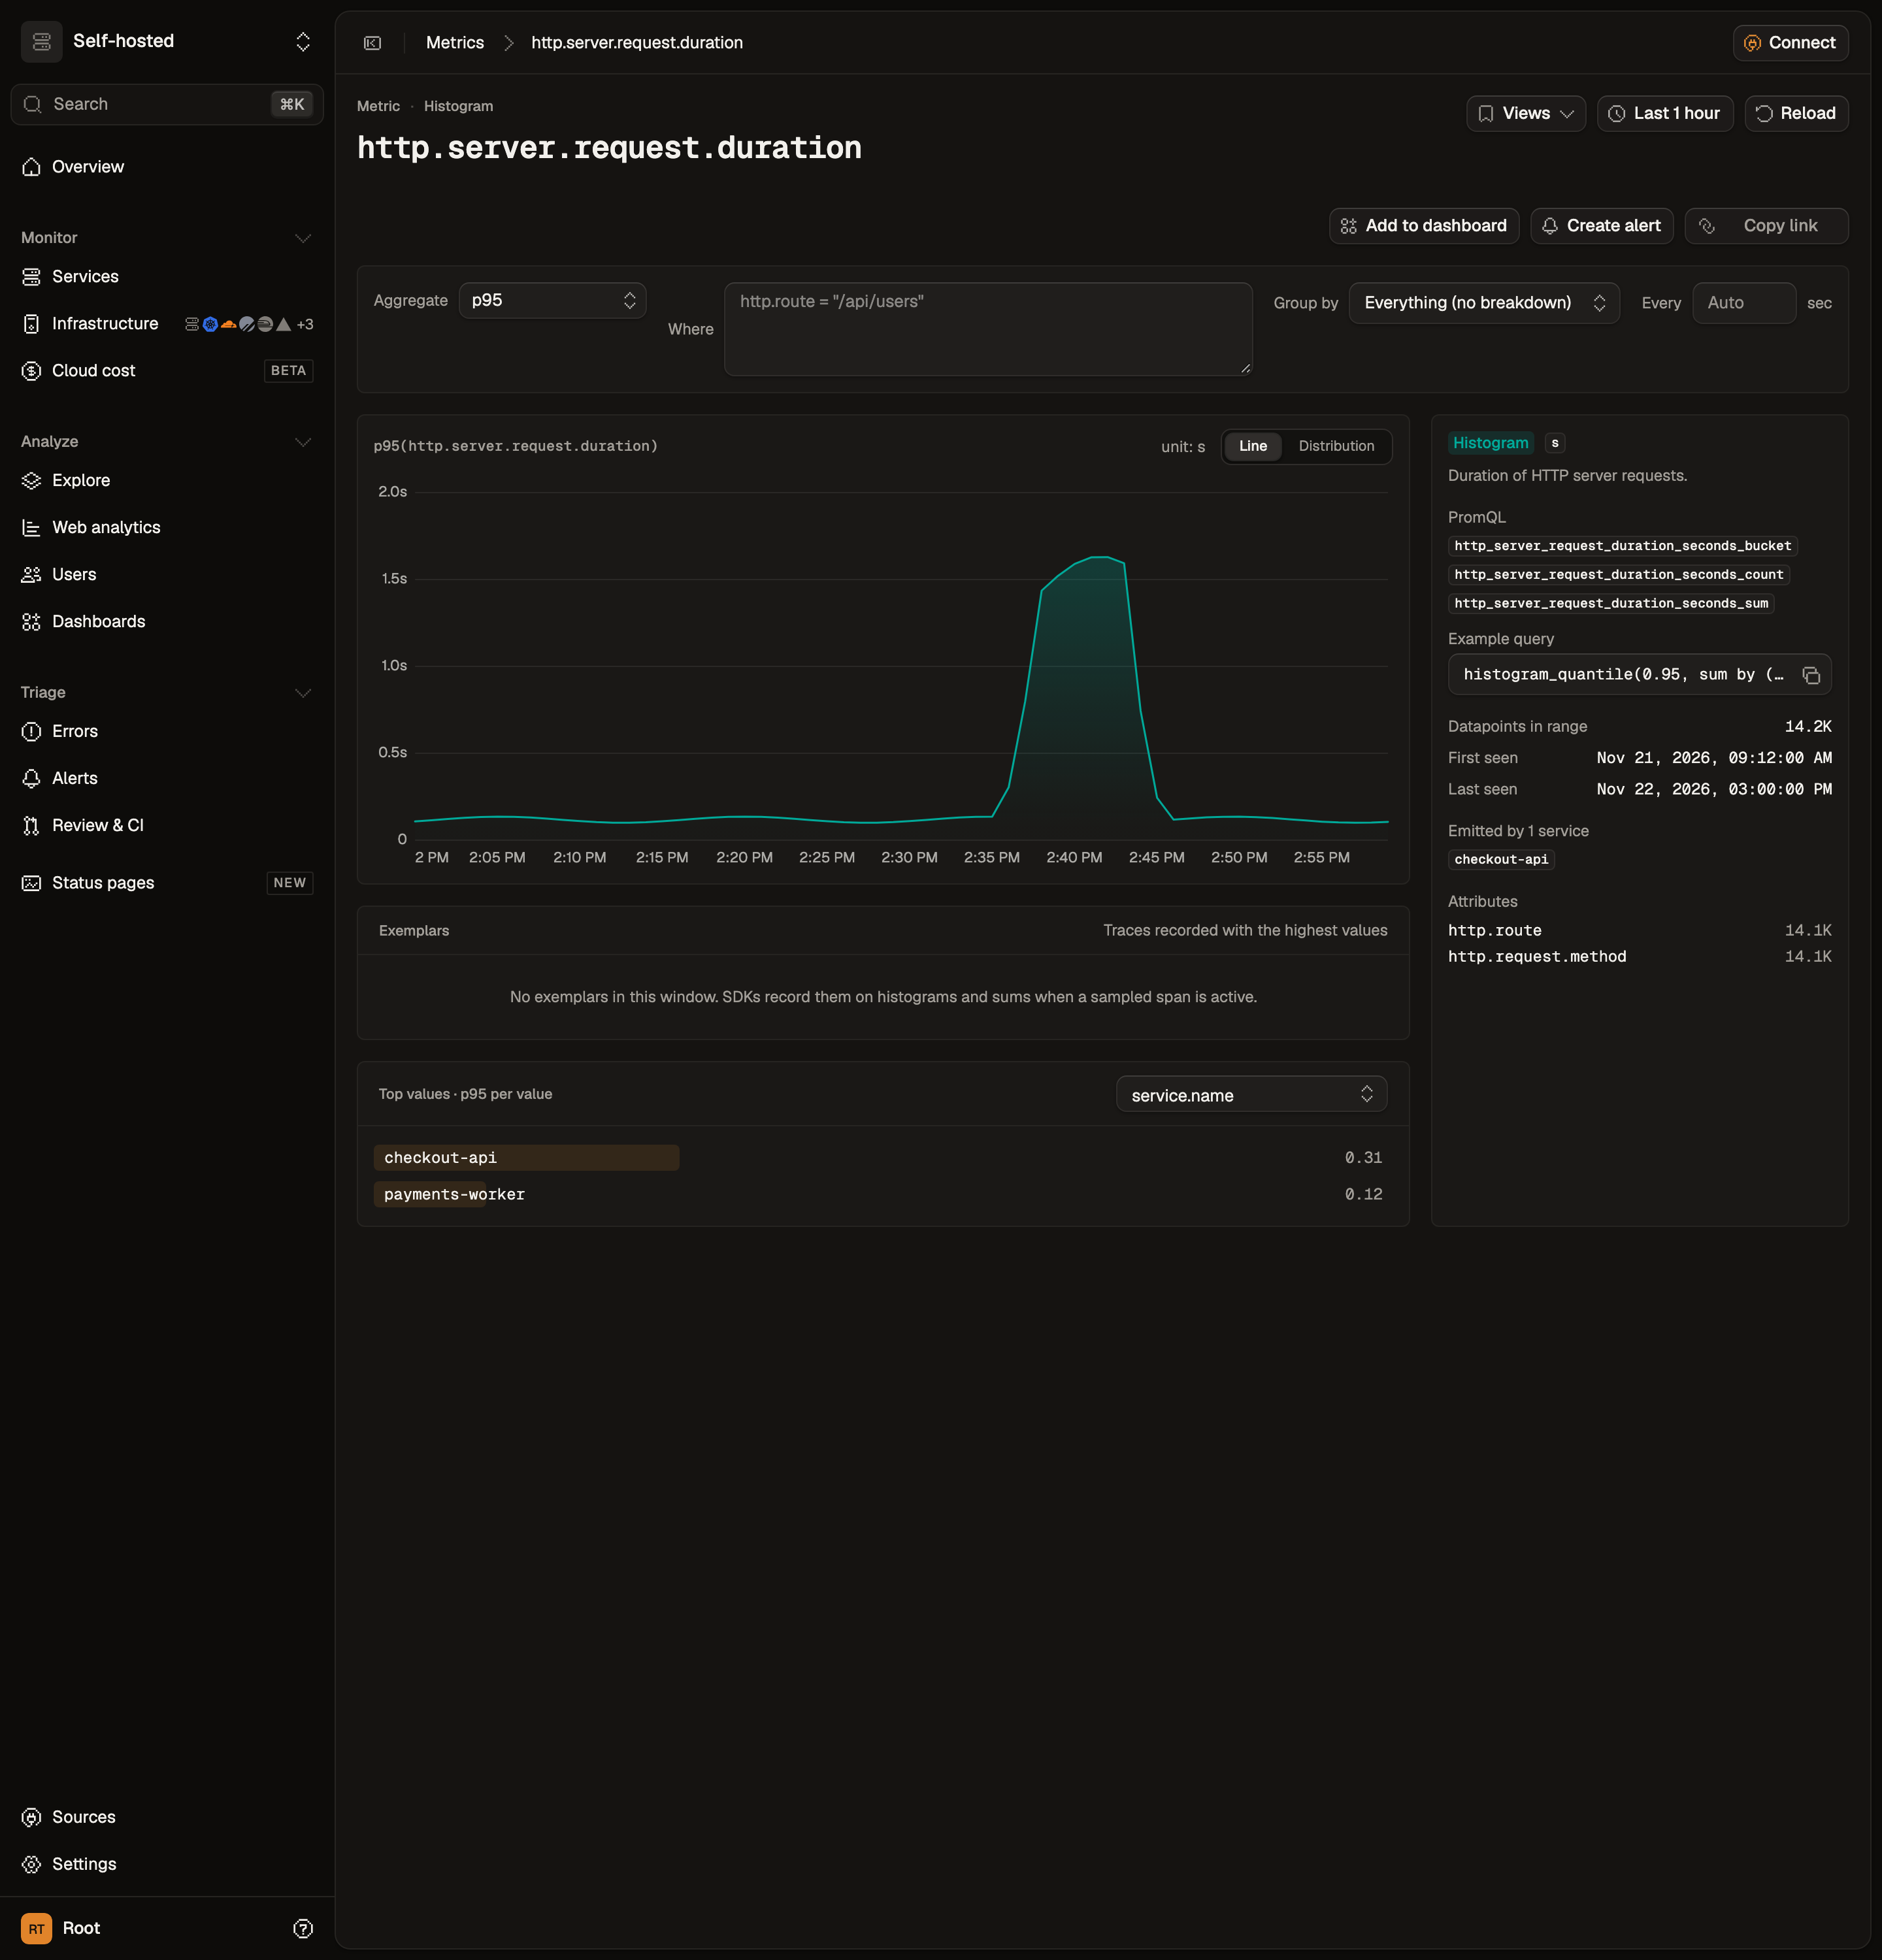 Self-hosted
Search
⌘K
Overview
Monitor
Services
Infrastructure
+3
Cloud cost
BETA
Analyze
Explore
Web analytics
Users
Dashboards
Triage
Errors
Alerts
Review & CI
Status pages
NEW
Sources
Settings
RT
Root
Metrics
http.server.request.duration
Connect
Metric · Histogram
http.server.request.duration
Views
Last 1 hour
Reload
Add to dashboard
Create alert
Copy link
Aggregate
p95
Where
http.route = "/api/users"
Group by
Everything (no breakdown)
Every
Auto
sec
p95(http.server.request.duration)
unit: s
Line
Distribution
2.0s
1.5s
1.0s
0.5s
0
2 PM 2:05 PM 2:10 PM 2:15 PM 2:20 PM 2:25 PM 2:30 PM 2:35 PM 2:40 PM 2:45 PM 2:50 PM 2:55 PM
Exemplars
Traces recorded with the highest values
No exemplars in this window. SDKs record them on histograms and sums when a sampled span is active.
Top values · p95 per value
service.name
checkout-api 0.31
payments-worker 0.12
Histogram
s
Duration of HTTP server requests.
PromQL
http_server_request_duration_seconds_bucket
http_server_request_duration_seconds_count
http_server_request_duration_seconds_sum
Example query
histogram_quantile(0.95, sum by (…
Datapoints in range 14.2K
First seen Nov 21, 2026, 09:12:00 AM
Last seen Nov 22, 2026, 03:00:00 PM
Emitted by 1 service
checkout-api
Attributes
http.route 14.1K
http.request.method 14.1K